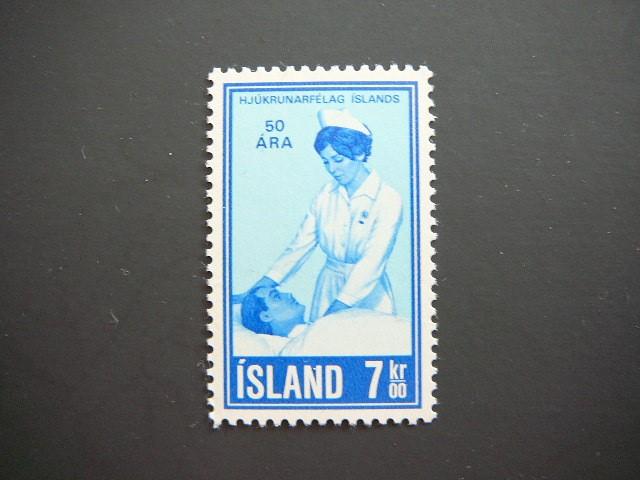 HJÚKRUNARFÉLAG ÍSLANDS
50
ÁRA
ÍSLAND 7 kr
00